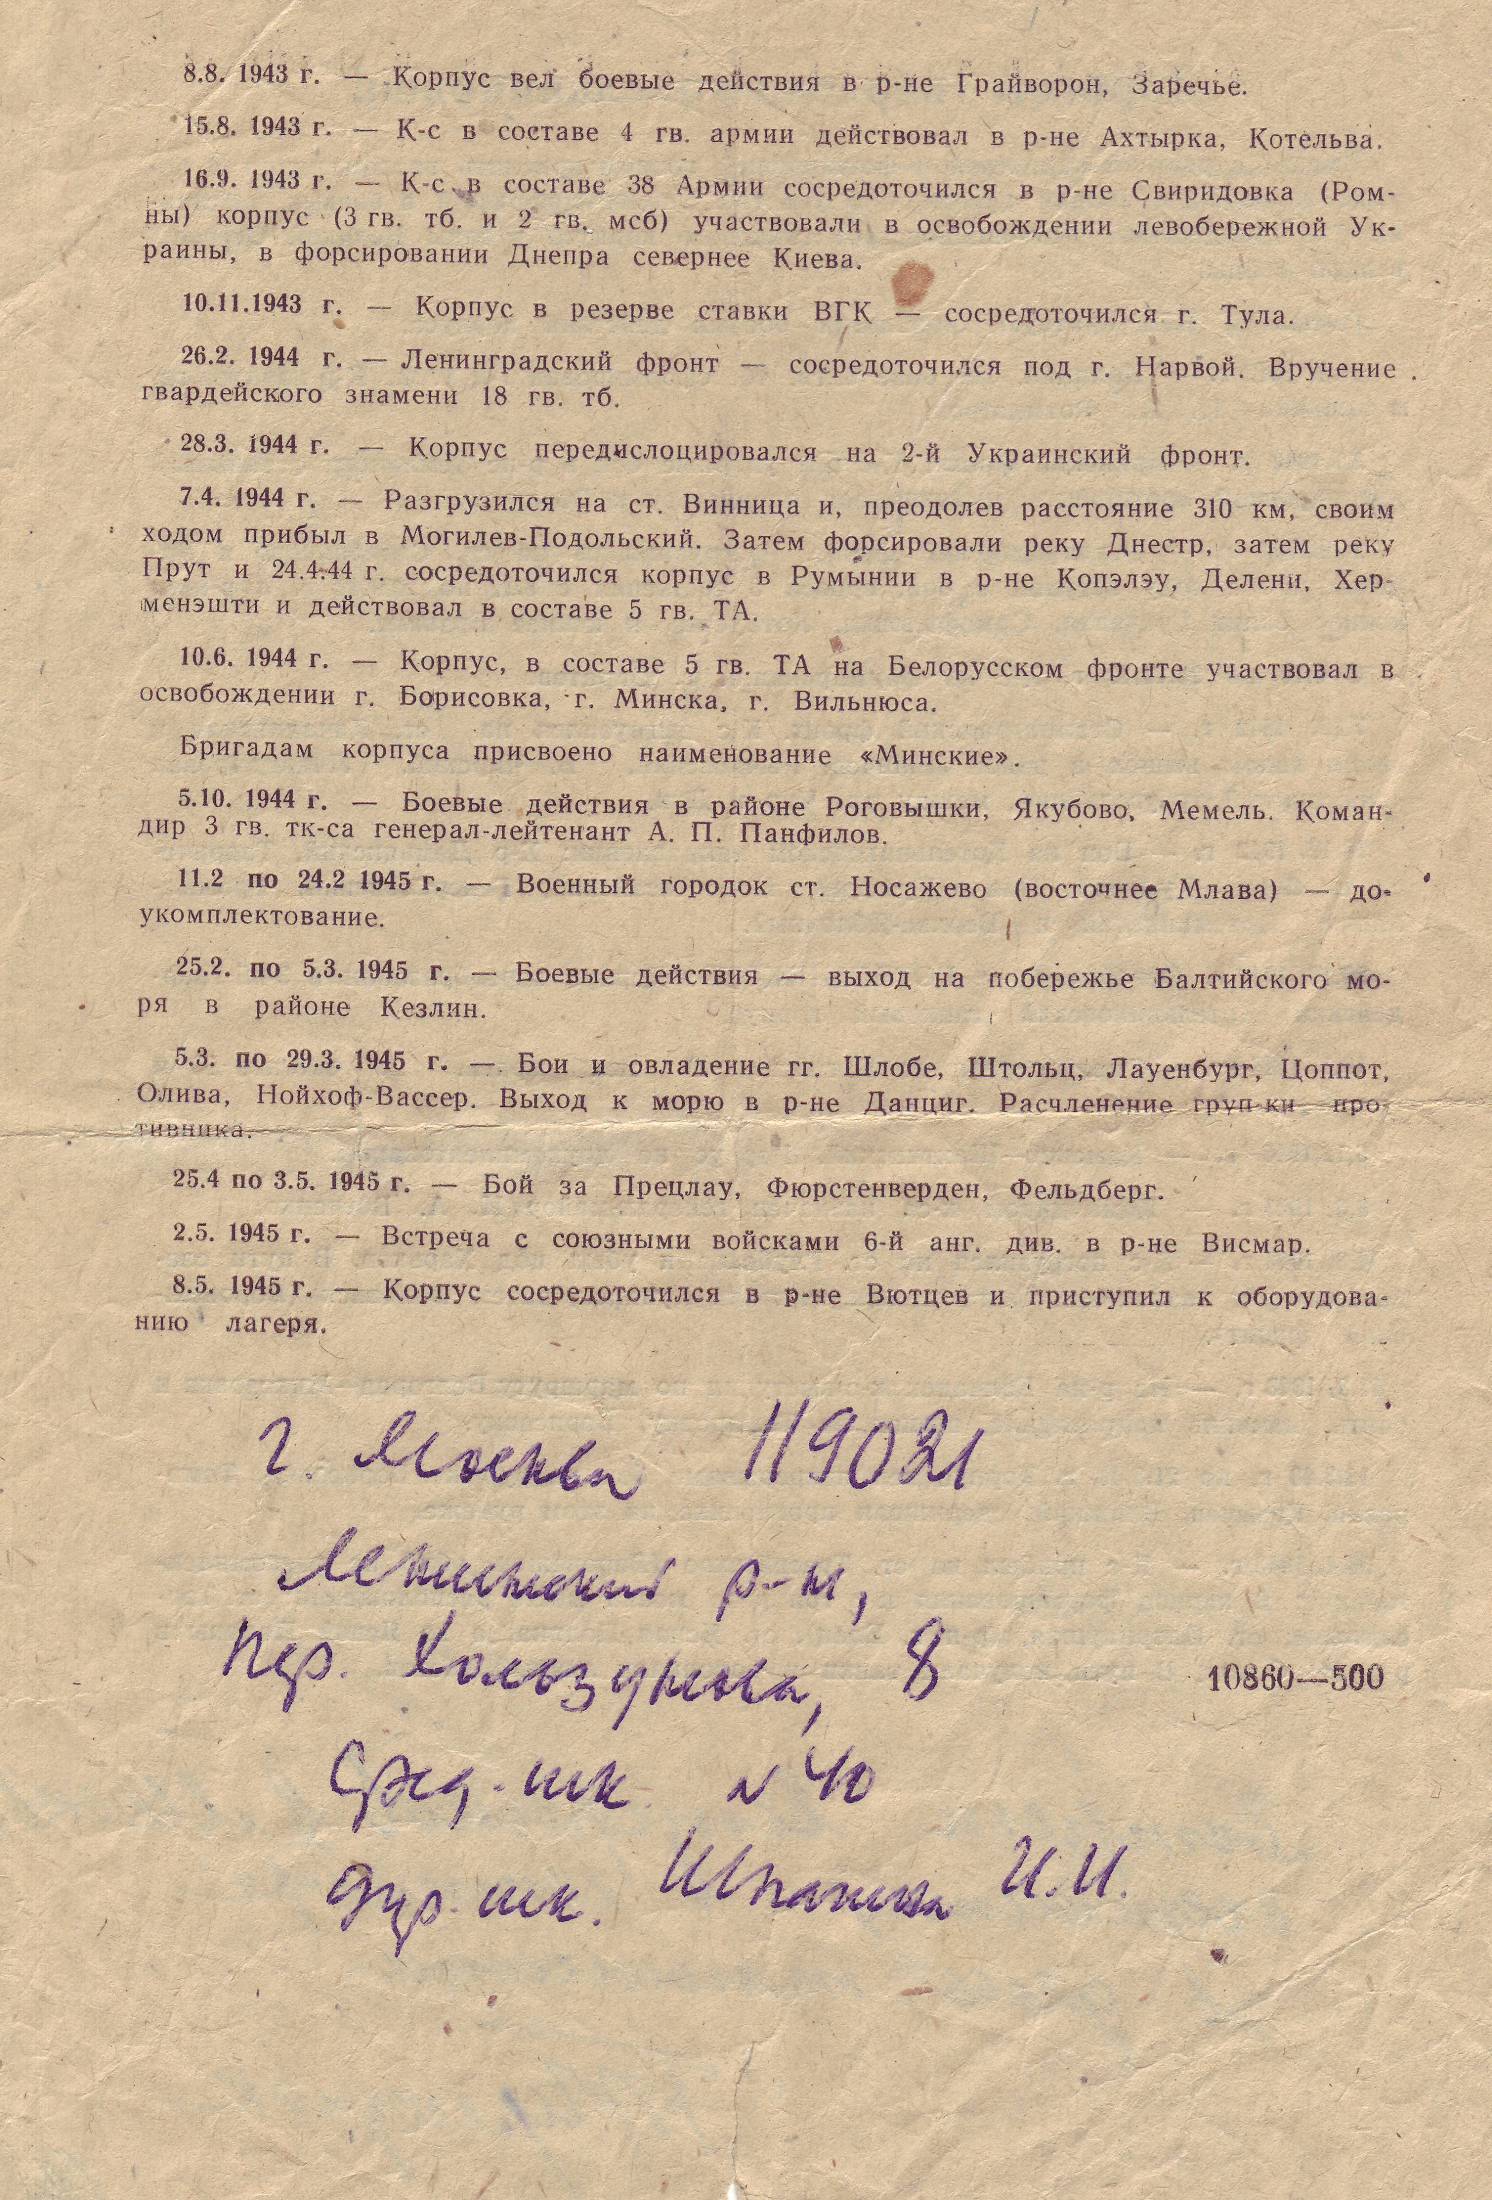 8.8. 1943 г. — Корпус вел боевые действия в р-не Грайворон, Заречье.
15.8. 1943 г. — К-с в составе 4 гв. армии действовал в р-не Ахтырка, Котельва.
16.9. 1943 г. — К-с в составе 38 Армии сосредоточился в р-не Свиридовка (Ром-
ны) корпус (3 гв. тб. и 2 гв. мсб) участвовали в освобождении левобережной Ук-
раины, в форсировании Днепра севернее Киева.
10.11.1943 г. — Корпус в резерве ставки ВГК — сосредоточился г. Тула.
26.2. 1944 г. — Ленинградский фронт — сосредоточился под г. Нарвой. Вручение
гвардейского знамени 18 гв. тб.
28.3. 1944 г. — Корпус передислоцировался на 2-й Украинский фронт.
7.4. 1944 г. — Разгрузился на ст. Винница и, преодолев расстояние 310 км, своим
ходом прибыл в Могилев-Подольский. Затем форсировали реку Днестр, затем реку
Прут и 24.4.44 г. сосредоточился корпус в Румынии в р-не Копэлэу, Делени, Хер-
менэшти и действовал в составе 5 гв. ТА.
10.6. 1944 г. — Корпус, в составе 5 гв. ТА на Белорусском фронте участвовал в
освобождении г. Борисовка, г. Минска, г. Вильнюса.
Бригадам корпуса присвоено наименование «Минские».
5.10. 1944 г. — Боевые действия в районе Роговышки, Якубово, Мемель. Коман-
дир 3 гв. тк-са генерал-лейтенант А. П. Панфилов.
11.2 по 24.2 1945 г. — Военный городок ст. Носажево (восточнее Млава) — до-
укомплектование.
25.2. по 5.3. 1945 г. — Боевые действия — выход на побережье Балтийского мо-
ря в районе Кезлин.
5.3. по 29.3. 1945 г. — Бои и овладение гг. Шлобе, Штольц, Лауенбург, Цоппот,
Олива, Нойхоф-Вассер. Выход к морю в р-не Данциг. Расчленение груп-ки про-
тивника.
25.4 по 3.5. 1945 г. — Бой за Прецлау, Фюрстенверден, Фельдберг.
2.5. 1945 г. — Встреча с союзными войсками 6-й анг. див. в р-не Висмар.
8.5. 1945 г. — Корпус сосредоточился в р-не Вютцев и приступил к оборудова-
нию лагеря.
г. Москва 119021
Ленинский р-н,
пер. Хользунова, 8
10860—500
Сред. шк. № 40
дир. шк. И.И.